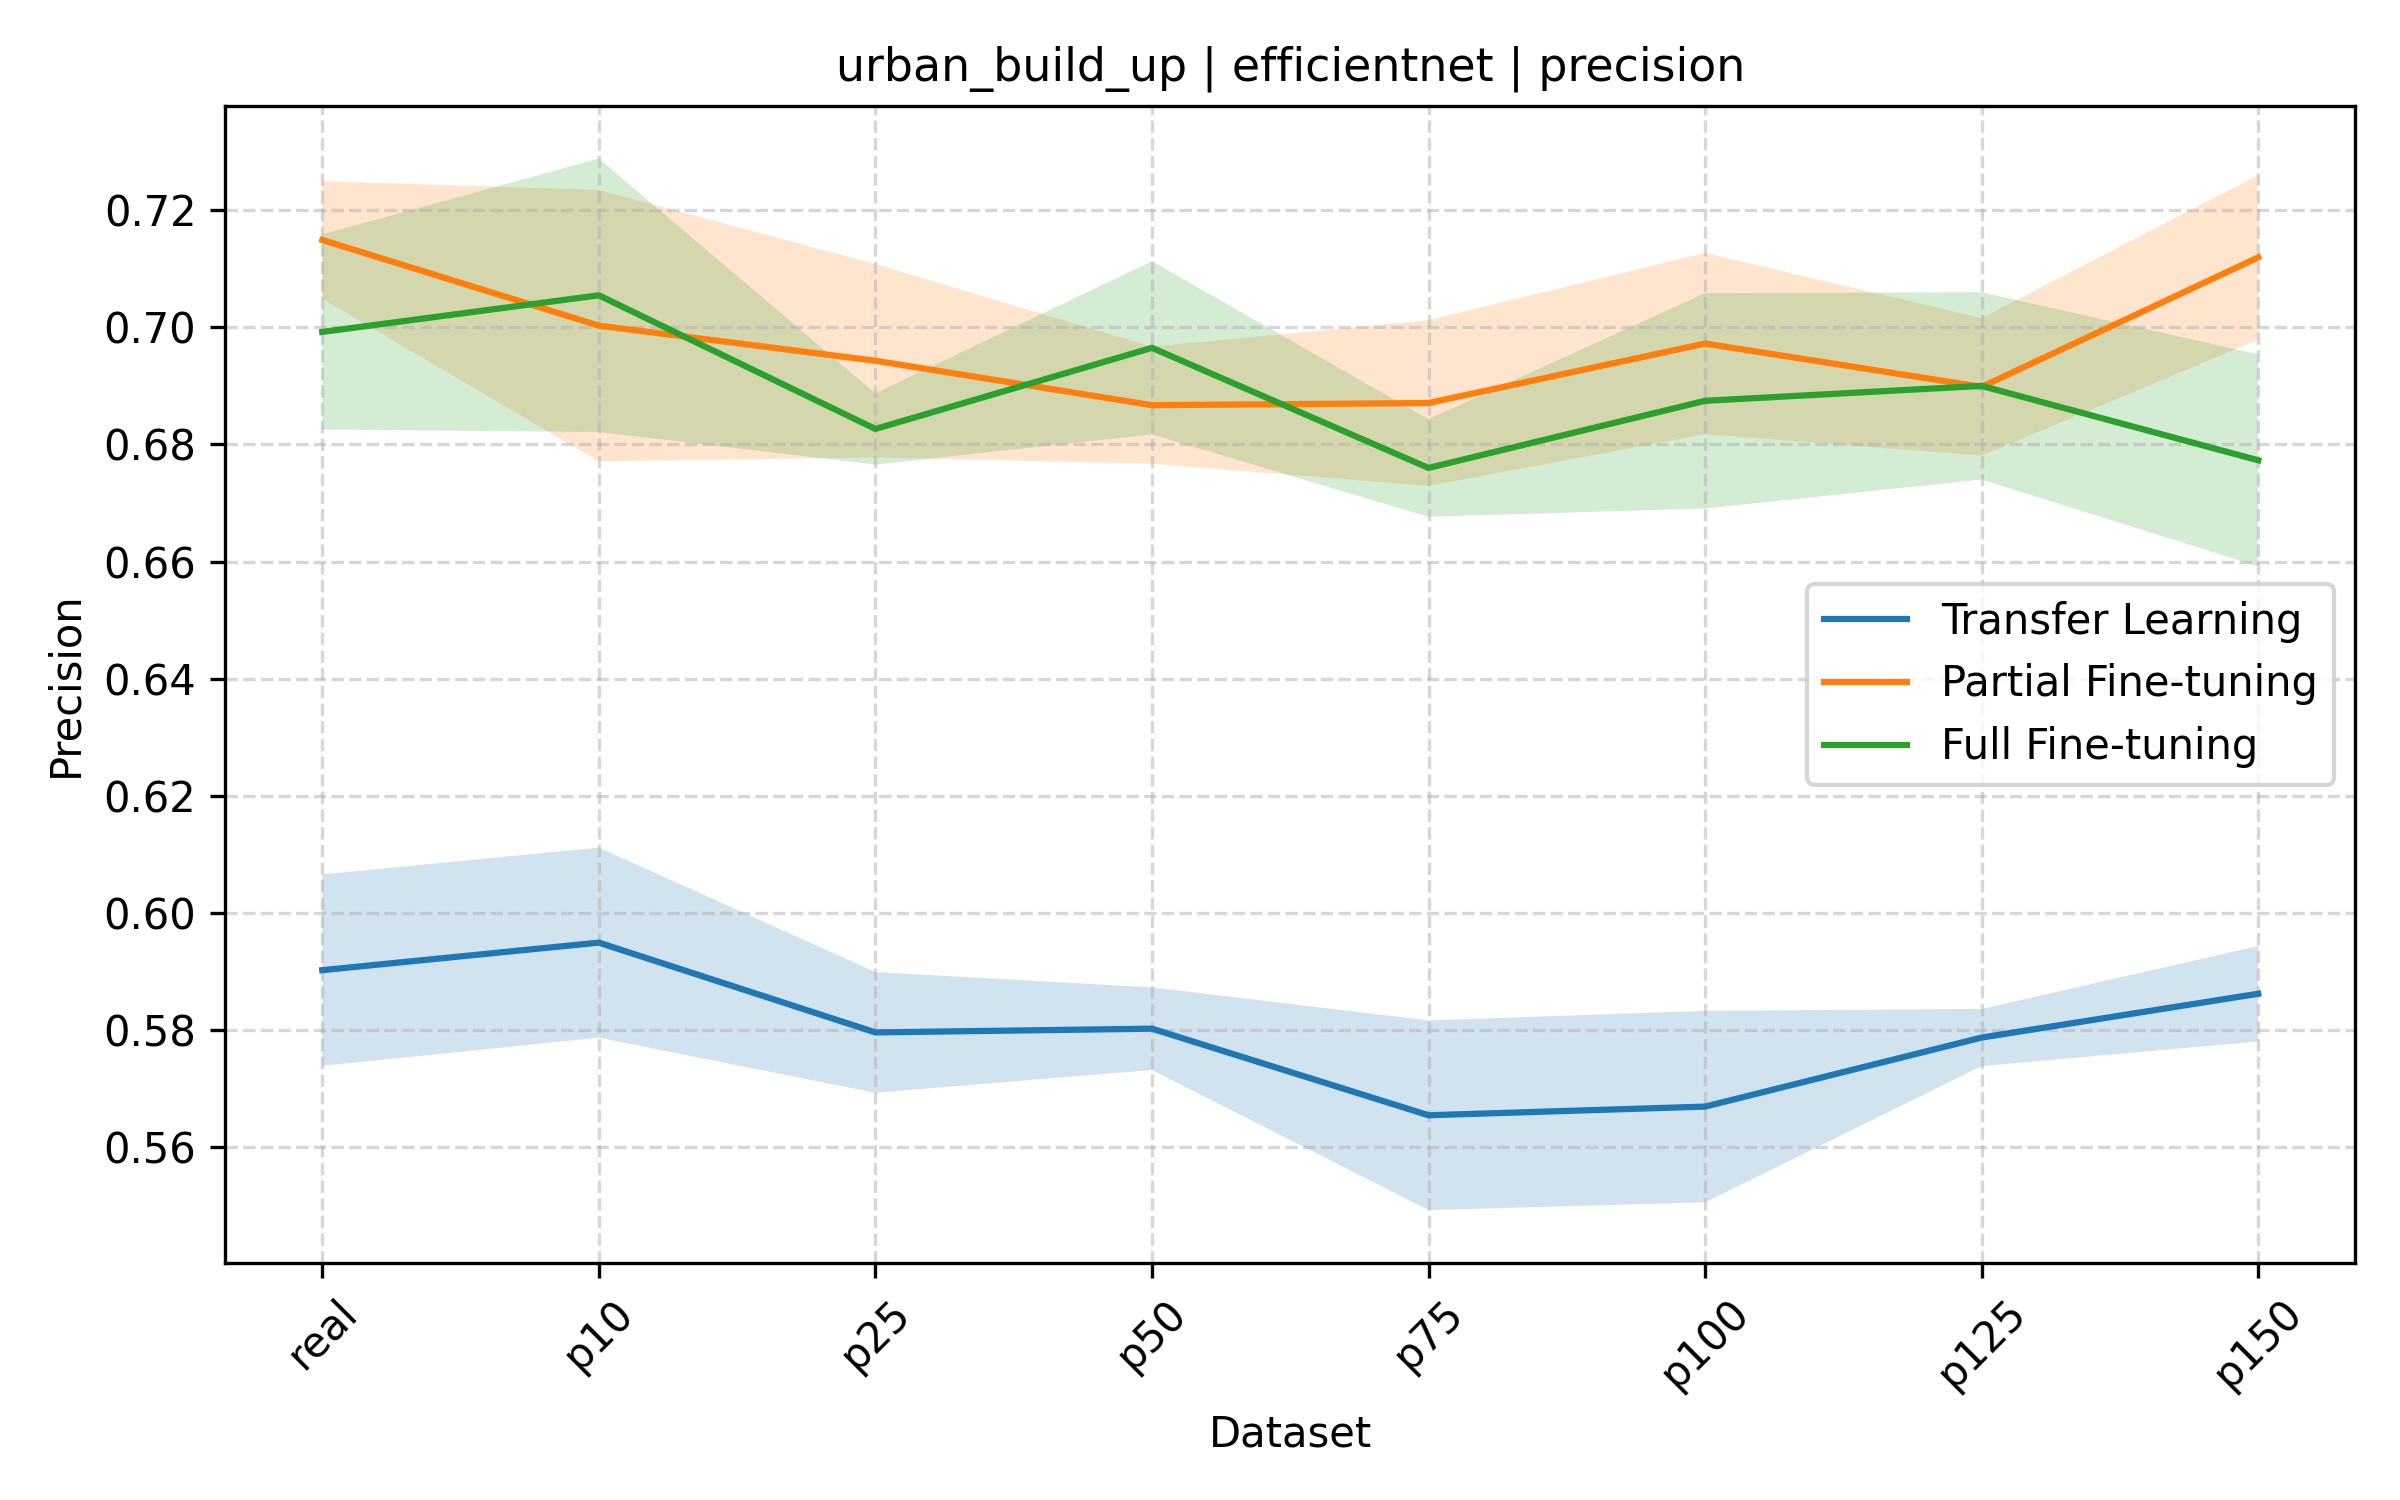 urban_build_up | efficientnet | precision
Precision
0.72
0.70
0.68
0.66
0.64
0.62
0.60
0.58
0.56
Transfer Learning
Partial Fine-tuning
Full Fine-tuning
real
p10
p25
p50
p75
p100
p125
p150
Dataset